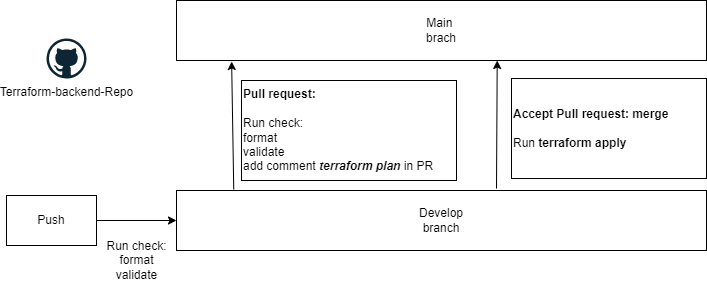 Main
brach
Terraform-backend-Repo
Pull request:
Run check:
format
validate
add comment terraform plan in PR
Accept Pull request: merge
Run terraform apply
Push
Run check:
format
validate
Develop
branch